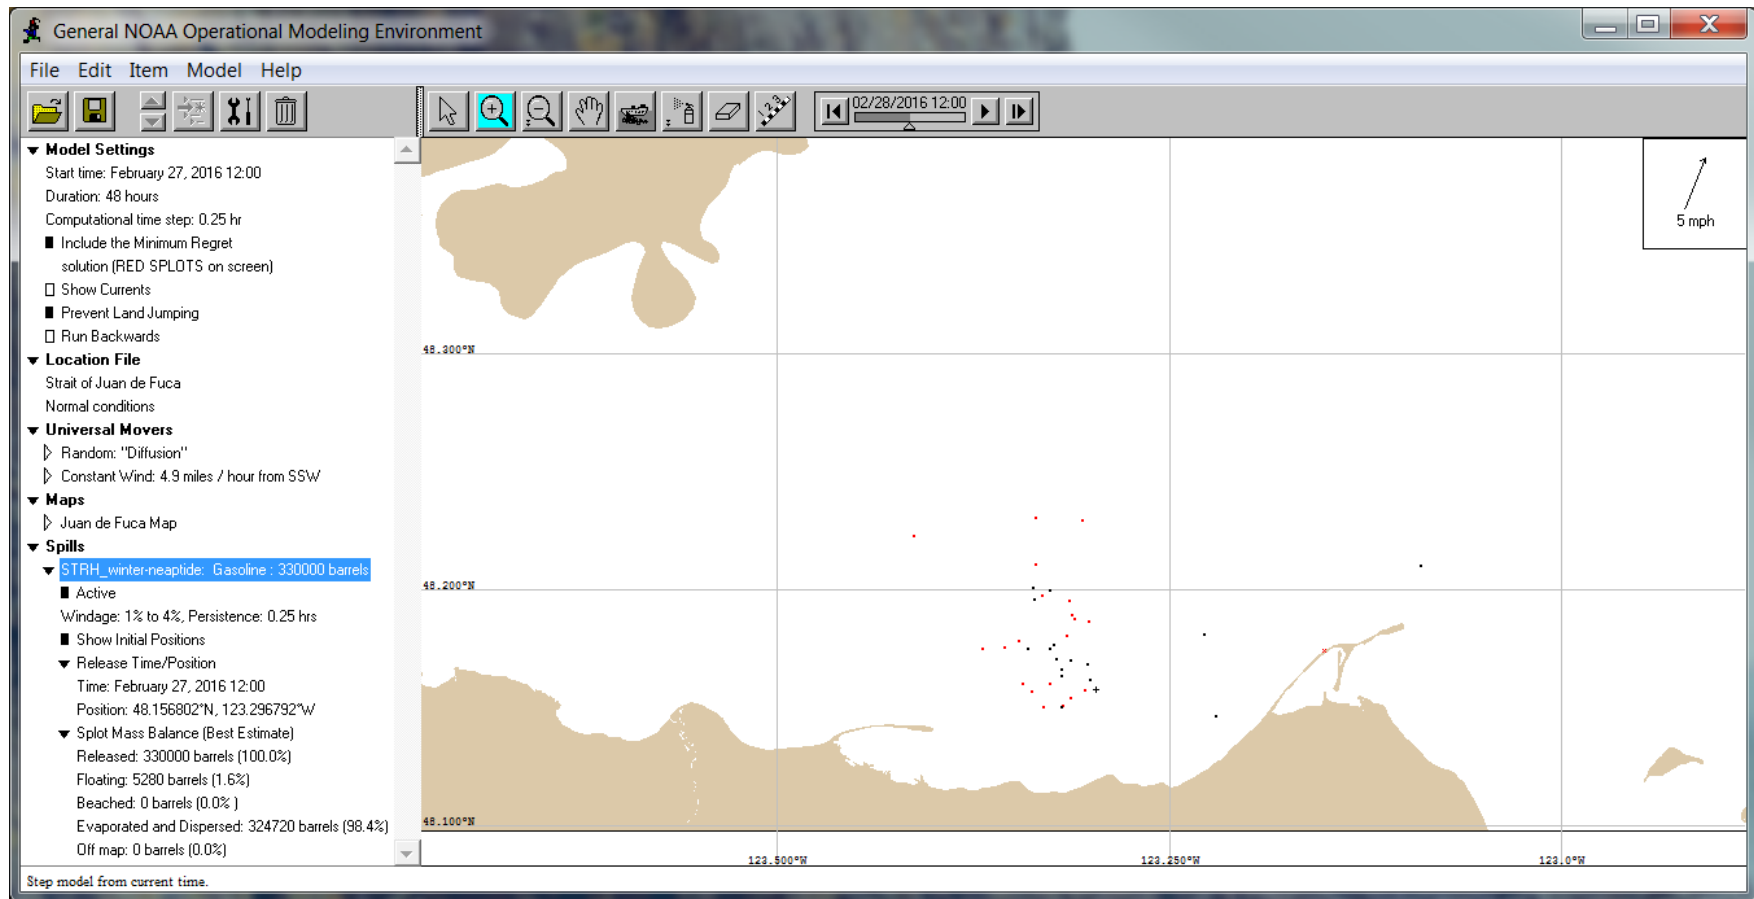 General NOAA Operational Modeling Environment
File Edit Item Model Help
02/28/2016 12:00
Model Settings
Start time: February 27, 2016 12:00
Duration: 48 hours
Computational time step: 0.25 hr
Include the Minimum Regret
solution (RED SPLOTS on screen)
Show Currents
Prevent Land Jumping
Run Backwards
Location File
Strait of Juan de Fuca
Normal conditions
Universal Movers
Random: "Diffusion"
Constant Wind: 4.9 miles / hour from SSW
Maps
Juan de Fuca Map
Spills
STRH_winter-neaptide: Gasoline : 330000 barrels
Active
Windage: 1% to 4%, Persistence: 0.25 hrs
Show Initial Positions
Release Time/Position
Time: February 27, 2016 12:00
Position: 48.156802°N, 123.296792°W
Splot Mass Balance (Best Estimate)
Released: 330000 barrels (100.0%)
Floating: 5280 barrels (1.6%)
Beached: 0 barrels (0.0% )
Evaporated and Dispersed: 324720 barrels (98.4%)
Off map: 0 barrels (0.0%)
5 mph
48.300°N
48.200°N
48.100°N
123.500°W
123.250°W
123.0°W
Step model from current time.